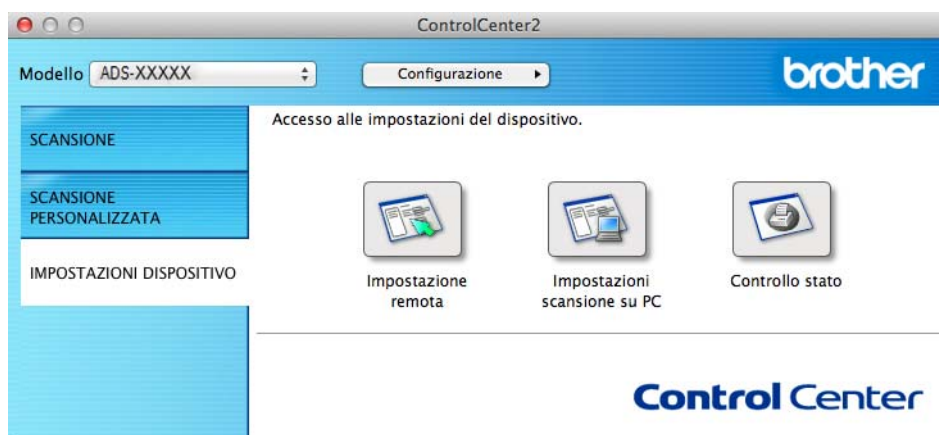 ControlCenter2
Modello ADS-XXXXX Configurazione brother
SCANSIONE
SCANSIONE
PERSONALIZZATA
IMPOSTAZIONI DISPOSITIVO
Accesso alle impostazioni del dispositivo.
Impostazione
remota
Impostazioni
scansione su PC
Controllo stato
Control Center